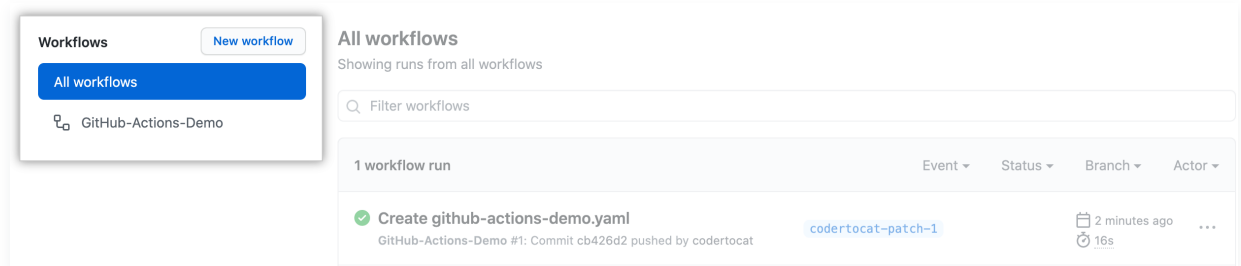 Workflows
New workflow
All workflows
GitHub-Actions-Demo
All workflows
Showing runs from all workflows
Filter workflows
1 workflow run
Event
Status
Branch
Actor
Create github-actions-demo.yaml
GitHub-Actions-Demo #1: Commit cb426d2 pushed by codertocat
codertocat-patch-1
2 minutes ago
16s